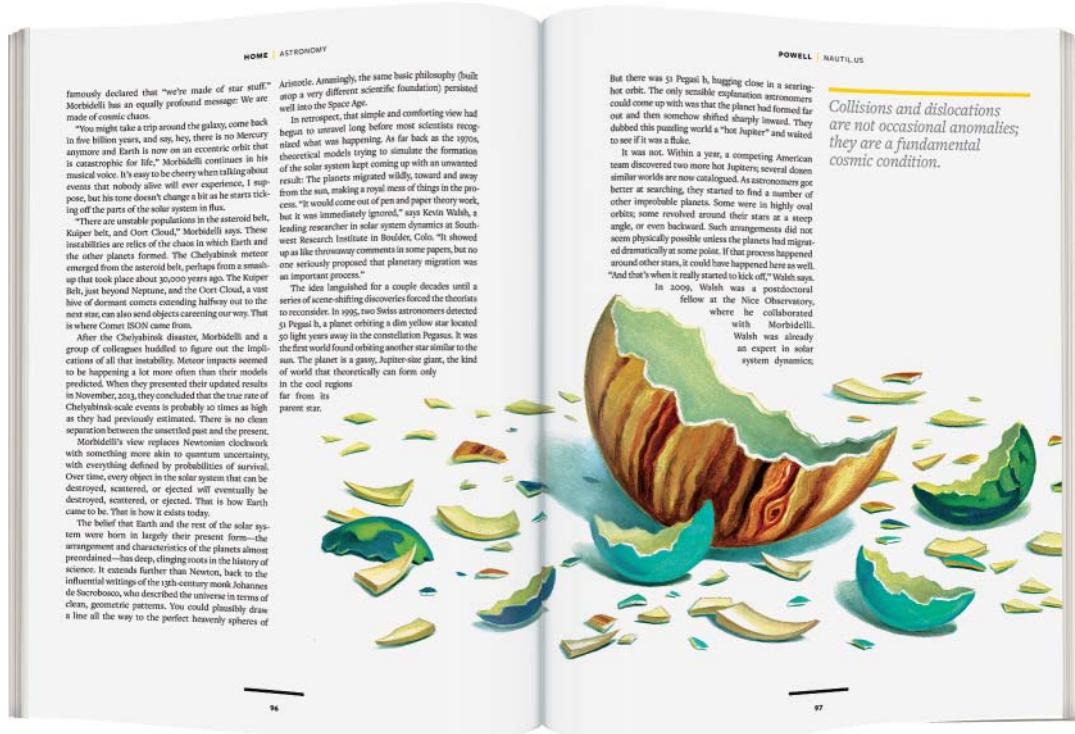 HOME | ASTRONOMY
famously declared that “we’re made of star stuff.”
Morbidelli has an equally profound message: We are
made of cosmic chaos.
“You might take a trip around the galaxy, come back
in five billion years, and say, hey, there is no Mercury
anymore and Earth is now on an eccentric orbit that
is catastrophic for life,” Morbidelli continues in his
musical voice. It’s easy to be cheery when talking about
events that nobody alive will ever experience, I sup-
pose, but his tone doesn’t change a bit as he starts tick-
ing off the parts of the solar system in flux.
“There are unstable populations in the asteroid belt,
Kuiper belt, and Oort Cloud,” Morbidelli says. These
instabilities are relics of the chaos in which Earth and
the other planets formed. The Chelyabinsk meteor
emerged from the asteroid belt, perhaps from a smash-
up that took place about 30,000 years ago. The Kuiper
Belt, just beyond Neptune, and the Oort Cloud, a vast
hive of dormant comets extending halfway out to the
next star, can also send objects careening our way. That
is where Comet ISON came from.
After the Chelyabinsk disaster, Morbidelli and a
group of colleagues huddled to figure out the impli-
cations of all that instability. Meteor impacts seemed
to be happening a lot more often than their models
predicted. When they presented their updated results
in November, 2013, they concluded that the true rate of
Chelyabinsk-scale events is probably 10 times as high
as they had previously estimated. There is no clean
separation between the unsettled past and the present.
Morbidelli’s view replaces Newtonian clockwork
with something more akin to quantum uncertainty,
with everything defined by probabilities of survival.
Over time, every object in the solar system that can be
destroyed, scattered, or ejected will eventually be
destroyed, scattered, or ejected. That is how Earth
came to be. That is how it exists today.
The belief that Earth and the rest of the solar sys-
tem were born in largely their present form—the
arrangement and characteristics of the planets almost
preordained—has deep, clinging roots in the history of
science. It extends further than Newton, back to the
influential writings of the 13th-century monk Johannes
de Sacrobosco, who described the universe in terms of
clean, geometric patterns. You could plausibly draw
a line all the way to the perfect heavenly spheres of
Aristotle. Amazingly, the same basic philosophy (built
atop a very different scientific foundation) persisted
well into the Space Age.
In retrospect, that simple and comforting view had
begun to unravel long before most scientists recog-
nized what was happening. As far back as the 1970s,
theoretical models trying to simulate the formation
of the solar system kept coming up with an unwanted
result: The planets migrated wildly, toward and away
from the sun, making a royal mess of things in the pro-
cess. “It would come out of pen and paper theory work,
but it was immediately ignored,” says Kevin Walsh, a
leading researcher in solar system dynamics at South-
west Research Institute in Boulder, Colo. “It showed
up as like throwaway comments in some papers, but no
one seriously proposed that planetary migration was
an important process.”
The idea languished for a couple decades until a
series of scene-shifting discoveries forced the theorists
to reconsider. In 1995, two Swiss astronomers detected
51 Pegasi b, a planet orbiting a dim yellow star located
50 light years away in the constellation Pegasus. It was
the first world found orbiting another star similar to the
sun. The planet is a gassy, Jupiter-size giant, the kind
of world that theoretically can form only
in the cool regions
far from its
parent star.
96
POWELL | NAUTIL.US
But there was 51 Pegasi b, hugging close in a searing-
hot orbit. The only sensible explanation astronomers
could come up with was that the planet had formed far
out and then somehow shifted sharply inward. They
dubbed this puzzling world a “hot Jupiter” and waited
to see if it was a fluke.
It was not. Within a year, a competing American
team discovered two more hot Jupiters; several dozen
similar worlds are now catalogued. As astronomers got
better at searching, they started to find a number of
other improbable planets. Some were in highly oval
orbits; some revolved around their stars at a steep
angle, or even backward. Such arrangements did not
seem physically possible unless the planets had migrat-
ed dramatically at some point. If that process happened
around other stars, it could have happened here as well.
“And that’s when it really started to kick off,” Walsh says.
In 2009, Walsh was a postdoctoral
fellow at the Nice Observatory,
where he collaborated
with Morbidelli.
Walsh was already
an expert in solar
system dynamics;
Collisions and dislocations
are not occasional anomalies;
they are a fundamental
cosmic condition.
97